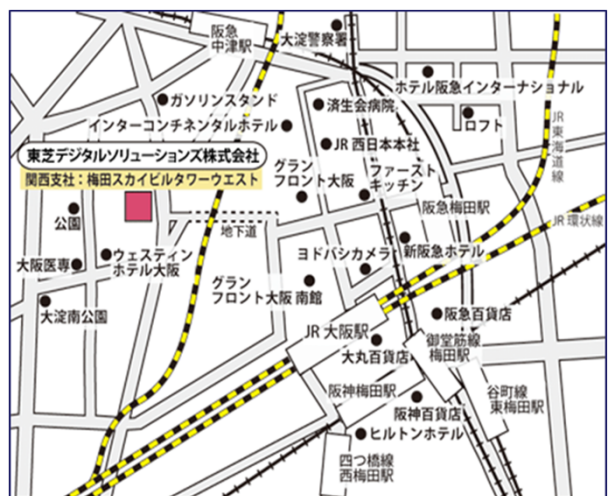 阪急
中津駅
大淀警察署
ホテル阪急インターナショナル
ガソリンスタンド
済生会病院
ロフト
インターコンチネンタルホテル
JR 西日本本社
JR東海道線
東芝デジタルソリューションズ株式会社
関西支社：梅田スカイビルタワーウエスト
グラン
フロント大阪
ファースト
キッチン
阪急梅田駅
JR環状線
公園
地下道
新阪急ホテル
ヨドバシカメラ
大阪医専
ウェスティン
ホテル大阪
グラン
フロント大阪 南館
大淀南公園
阪急百貨店
JR 大阪駅
御堂筋線
梅田駅
大丸百貨店
阪神梅田駅
谷町線
東梅田駅
阪神百貨店
ヒルトンホテル
四つ橋線
西梅田駅